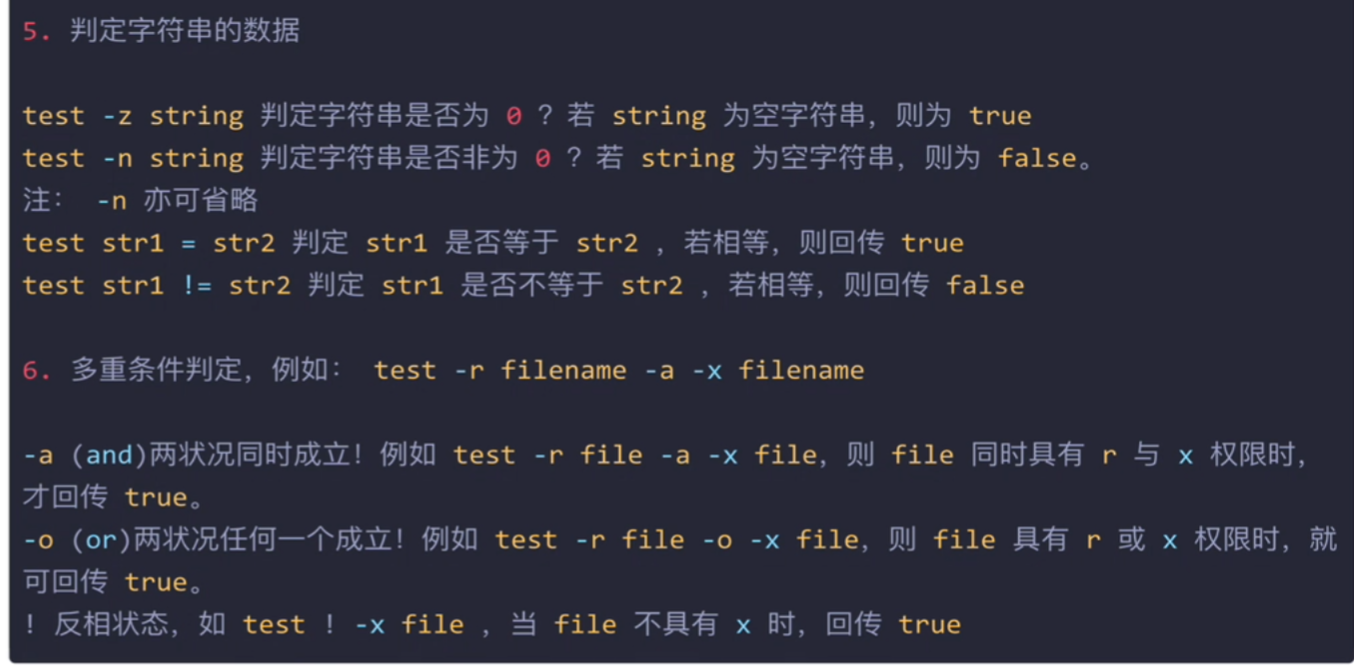 5. 判定字符串的数据
test -z string 判定字符串是否为 0 ？若 string 为空字符串，则为 true
test -n string 判定字符串是否非为 0 ？若 string 为空字符串，则为 false。
注： -n 亦可省略
test str1 = str2 判定 str1 是否等于 str2 ，若相等，则回传 true
test str1 != str2 判定 str1 是否不等于 str2 ，若相等，则回传 false
6. 多重条件判定，例如： test -r filename -a -x filename
-a (and)两状况同时成立！例如 test -r file -a -x file，则 file 同时具有 r 与 x 权限时，
才回传 true。
-o (or)两状况任何一个成立！例如 test -r file -o -x file，则 file 具有 r 或 x 权限时，就
可回传 true。
！反相状态，如 test ! -x file ，当 file 不具有 x 时，回传 true